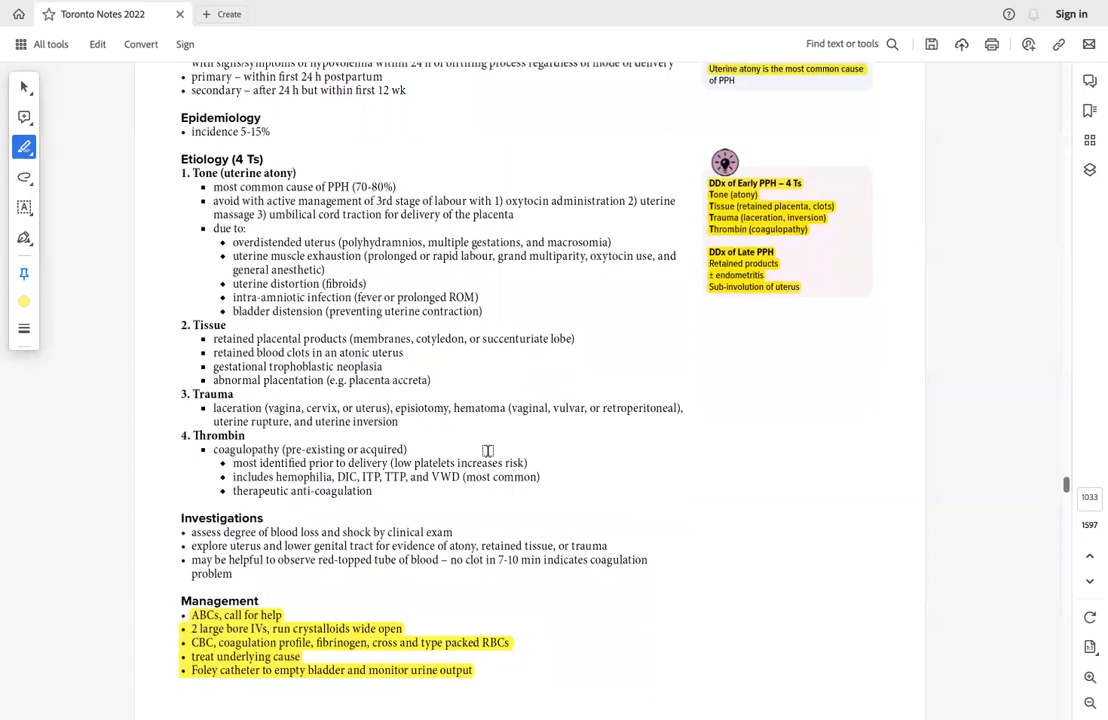 Toronto Notes 2022
Create
Sign in
All tools
Edit
Convert
Sign
Find text or tools
with signs/symptoms of hypovolemia within 24 h of birthing process regardless of mode of delivery
• primary – within first 24 h postpartum
• secondary – after 24 h but within first 12 wk
Epidemiology
• incidence 5-15%
Etiology (4 Ts)
1. Tone (uterine atony)
▪ most common cause of PPH (70-80%)
▪ avoid with active management of 3rd stage of labour with 1) oxytocin administration 2) uterine
massage 3) umbilical cord traction for delivery of the placenta
▪ due to:
◆ overdistended uterus (polyhydramnios, multiple gestations, and macrosomia)
◆ uterine muscle exhaustion (prolonged or rapid labour, grand multiparity, oxytocin use, and
general anesthetic)
◆ uterine distortion (fibroids)
◆ intra-amniotic infection (fever or prolonged ROM)
◆ bladder distension (preventing uterine contraction)
2. Tissue
▪ retained placental products (membranes, cotyledon, or succenturiate lobe)
▪ retained blood clots in an atonic uterus
▪ gestational trophoblastic neoplasia
▪ abnormal placentation (e.g. placenta accreta)
3. Trauma
▪ laceration (vagina, cervix, or uterus), episiotomy, hematoma (vaginal, vulvar, or retroperitoneal),
uterine rupture, and uterine inversion
4. Thrombin
▪ coagulopathy (pre-existing or acquired)
◆ most identified prior to delivery (low platelets increases risk)
◆ includes hemophilia, DIC, ITP, TTP, and VWD (most common)
◆ therapeutic anti-coagulation
Investigations
• assess degree of blood loss and shock by clinical exam
• explore uterus and lower genital tract for evidence of atony, retained tissue, or trauma
• may be helpful to observe red-topped tube of blood – no clot in 7-10 min indicates coagulation
problem
Management
• ABCs, call for help
• 2 large bore IVs, run crystalloids wide open
• CBC, coagulation profile, fibrinogen, cross and type packed RBCs
• treat underlying cause
• Foley catheter to empty bladder and monitor urine output
Uterine atony is the most common cause
of PPH
DDx of Early PPH – 4 Ts
Tone (atony)
Tissue (retained placenta, clots)
Trauma (laceration, inversion)
Thrombin (coagulopathy)
DDx of Late PPH
Retained products
± endometritis
Sub-involution of uterus
1033
1597